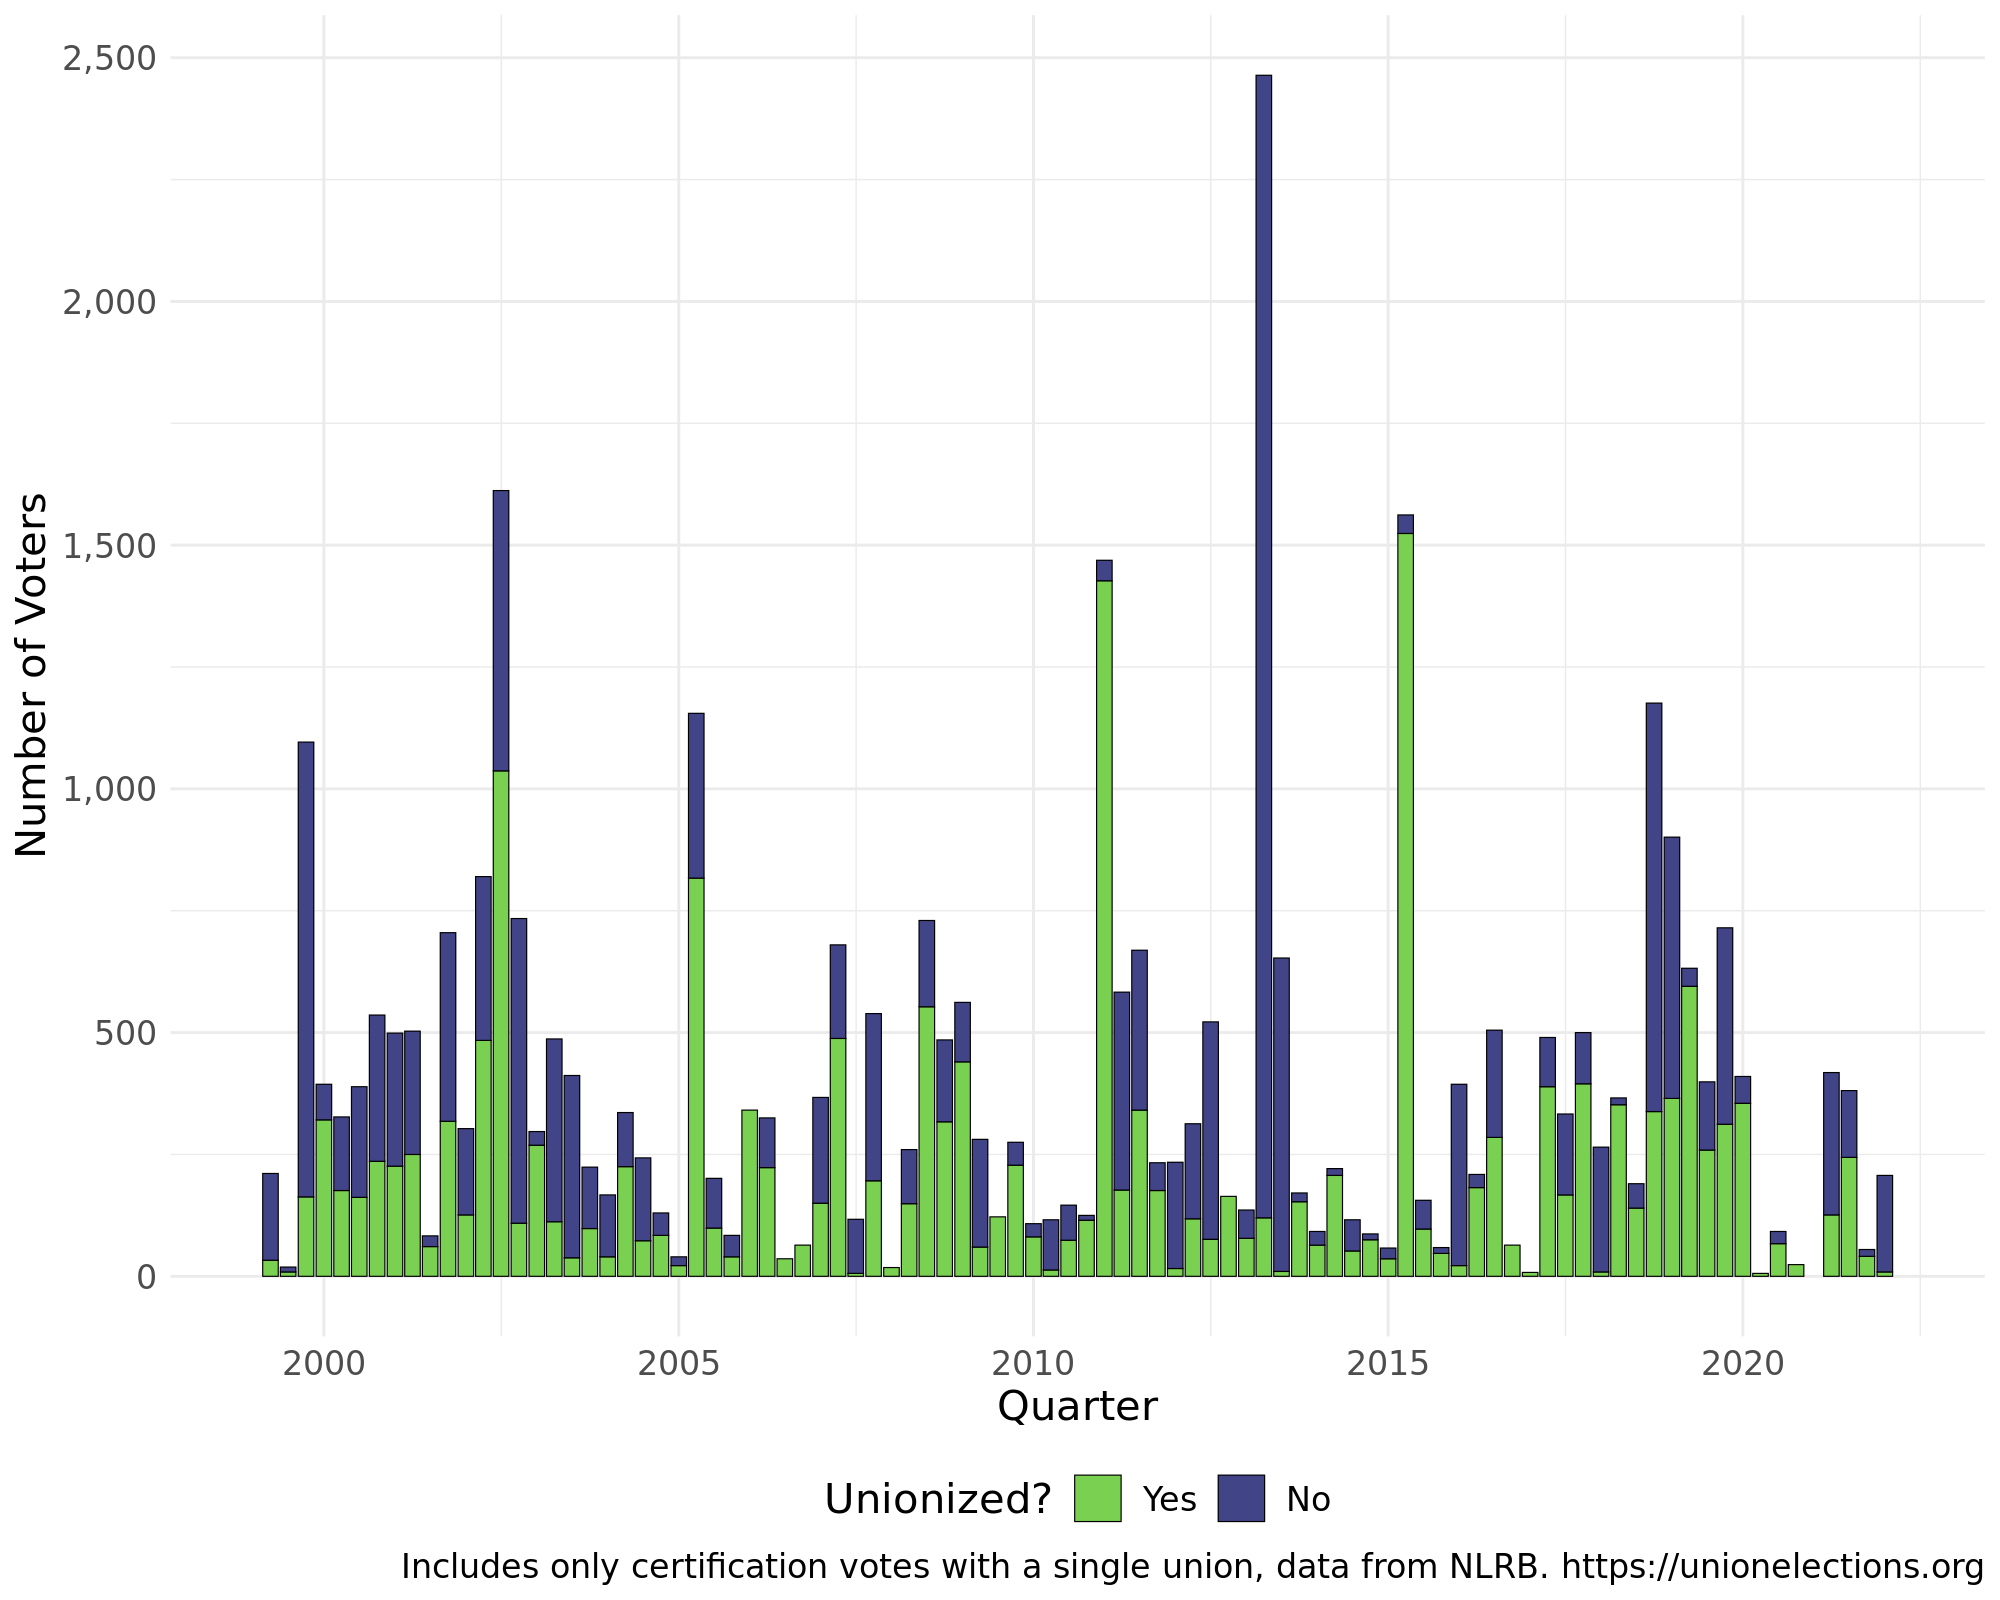 2,500
2,000
1,500
1,000
500
0
Number of Voters
2000 2005 2010 2015 2020
Quarter
Unionized? Yes No
Includes only certification votes with a single union, data from NLRB. https://unionelections.org